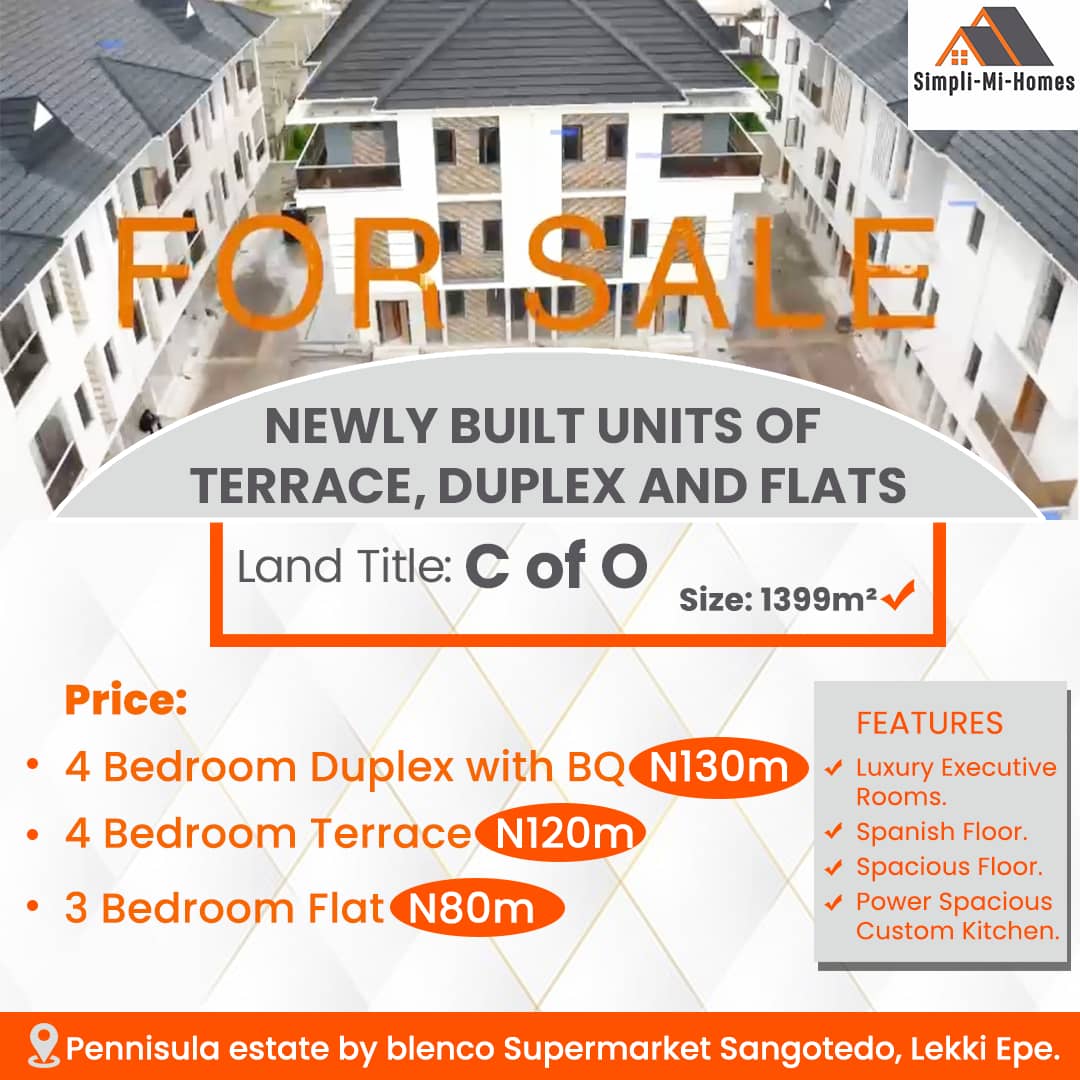 Simpli-Mi-Homes
FOR SALE
NEWLY BUILT UNITS OF
TERRACE, DUPLEX AND FLATS
Land Title: C of O
Size: 1399m²
Price:
• 4 Bedroom Duplex with BQ N130m
• 4 Bedroom Terrace N120m
• 3 Bedroom Flat N80m
FEATURES
Luxury Executive
Rooms.
Spanish Floor.
Spacious Floor.
Power Spacious
Custom Kitchen.
Pennisula estate by blenco Supermarket Sangotedo, Lekki Epe.